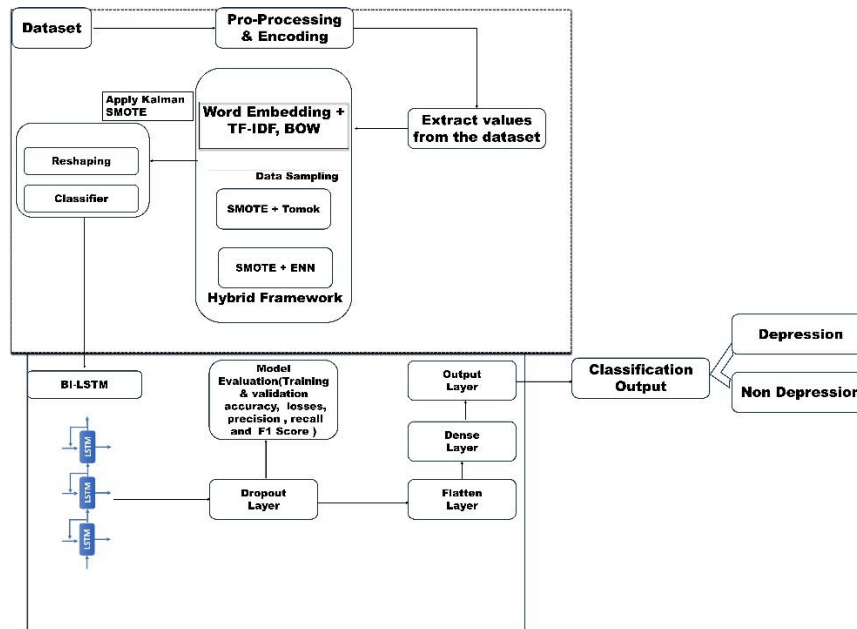 Dataset
Pro-Processing
& Encoding
Apply Kalman
SMOTE
Word Embedding +
TF-IDF, BOW
Extract values
from the dataset
Reshaping
Classifier
Data Sampling
SMOTE + Tomok
SMOTE + ENN
Hybrid Framework
BI-LSTM
Model
Evaluation(Training
& validation
accuracy, losses,
precision , recall
and F1 Score )
Output
Layer
Classification
Output
Depression
Non Depression
Dense
Layer
LSTM
LSTM
LSTM
Dropout
Layer
Flatten
Layer